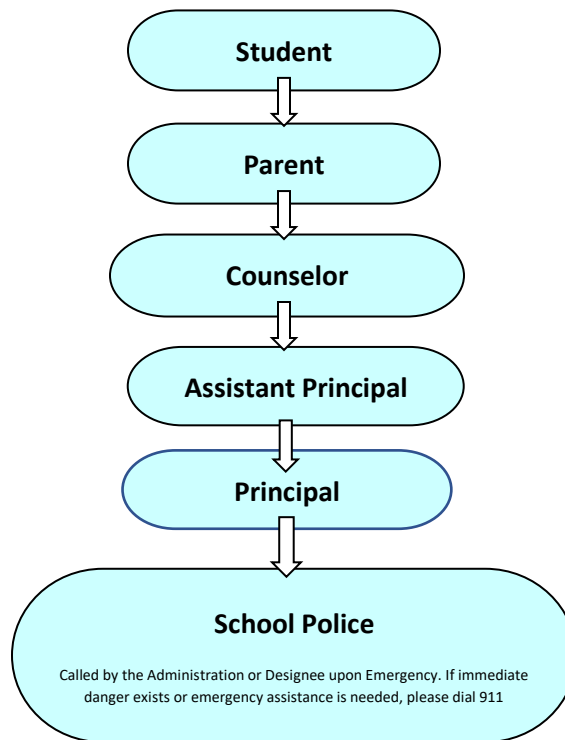 Student
Parent
Counselor
Assistant Principal
Principal
School Police
Called by the Administration or Designee upon Emergency. If immediate
danger exists or emergency assistance is needed, please dial 911